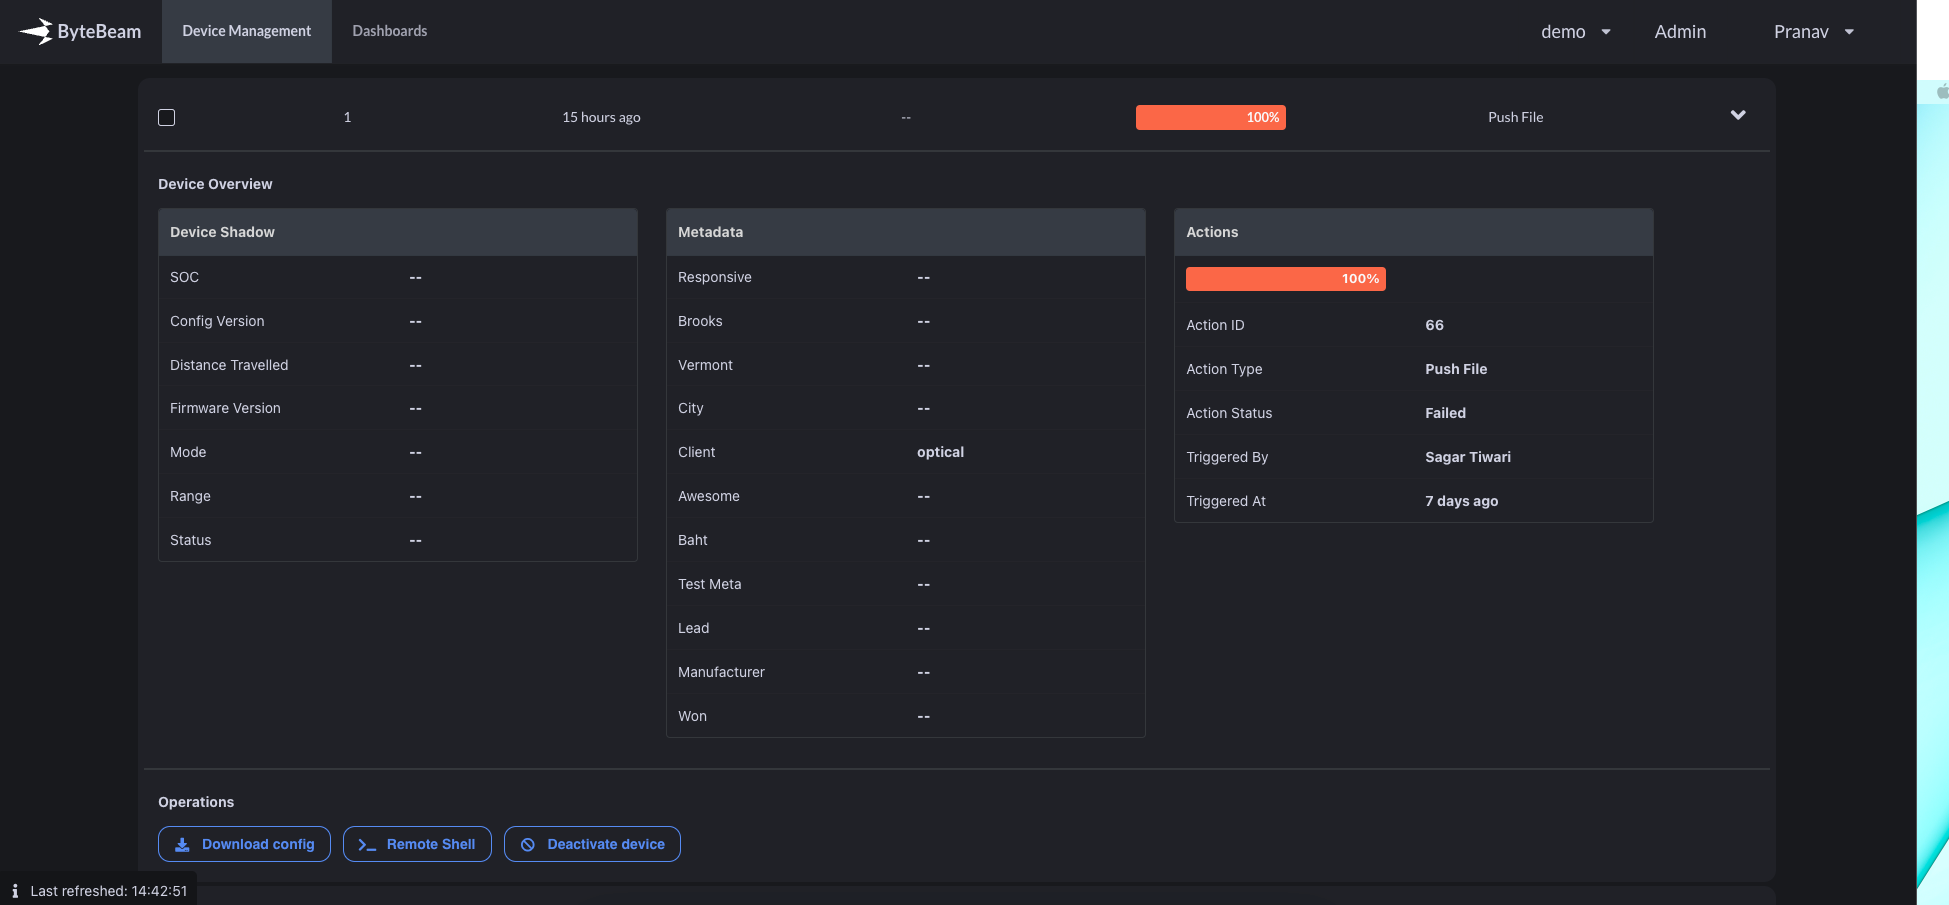 ByteBeam Device Management Dashboards demo Admin Pranav
1 15 hours ago -- 100% Push File
Device Overview
Device Shadow
SOC --
Config Version --
Distance Travelled --
Firmware Version --
Mode --
Range --
Status --
Metadata
Responsive --
Brooks --
Vermont --
City --
Client optical
Awesome --
Baht --
Test Meta --
Lead --
Manufacturer --
Won --
Actions
100%
Action ID 66
Action Type Push File
Action Status Failed
Triggered By Sagar Tiwari
Triggered At 7 days ago
Operations
Download config Remote Shell Deactivate device
Last refreshed: 14:42:51